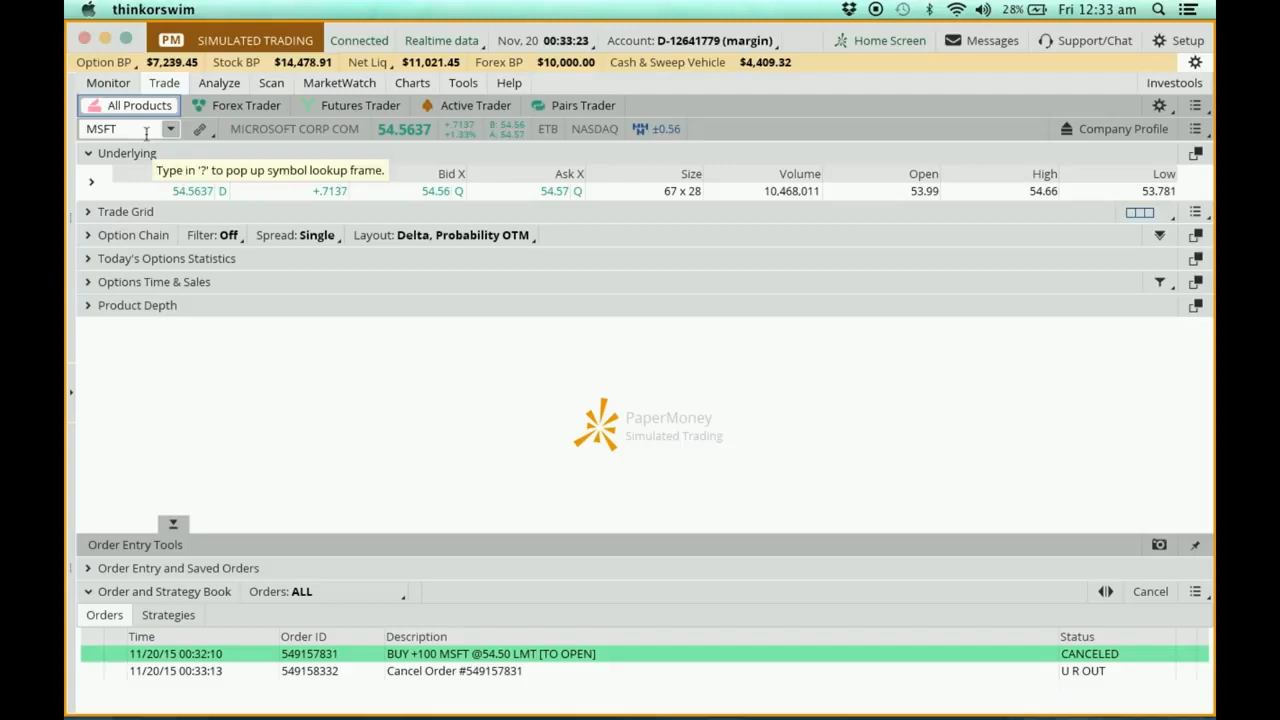 thinkorswim 28% Fri 12:33 am
PM SIMULATED TRADING Connected Realtime data Nov, 20 00:33:23 Account: D-12641779 (margin) Home Screen Messages Support/Chat Setup
Option BP $7,239.45 Stock BP $14,478.91 Net Liq $11,021.45 Forex BP $10,000.00 Cash & Sweep Vehicle $4,409.32
Monitor Trade Analyze Scan MarketWatch Charts Tools Help Investools
All Products Forex Trader Futures Trader Active Trader Pairs Trader
MSFT MICROSOFT CORP COM 54.5637 +.7137 +1.33% B: 54.56 A: 54.57 ETB NASDAQ ±0.56 Company Profile
Underlying
Type in '?' to pop up symbol lookup frame.
Bid X Ask X Size Volume Open High Low
54.5637 D +.7137 54.56 Q 54.57 Q 67 x 28 10,468,011 53.99 54.66 53.781
Trade Grid
Option Chain Filter: Off Spread: Single Layout: Delta, Probability OTM
Today's Options Statistics
Options Time & Sales
Product Depth
PaperMoney
Simulated Trading
Order Entry Tools
Order Entry and Saved Orders
Order and Strategy Book Orders: ALL Cancel
Orders Strategies
Time Order ID Description Status
11/20/15 00:32:10 549157831 BUY +100 MSFT @54.50 LMT [TO OPEN] CANCELED
11/20/15 00:33:13 549158332 Cancel Order #549157831 U R OUT